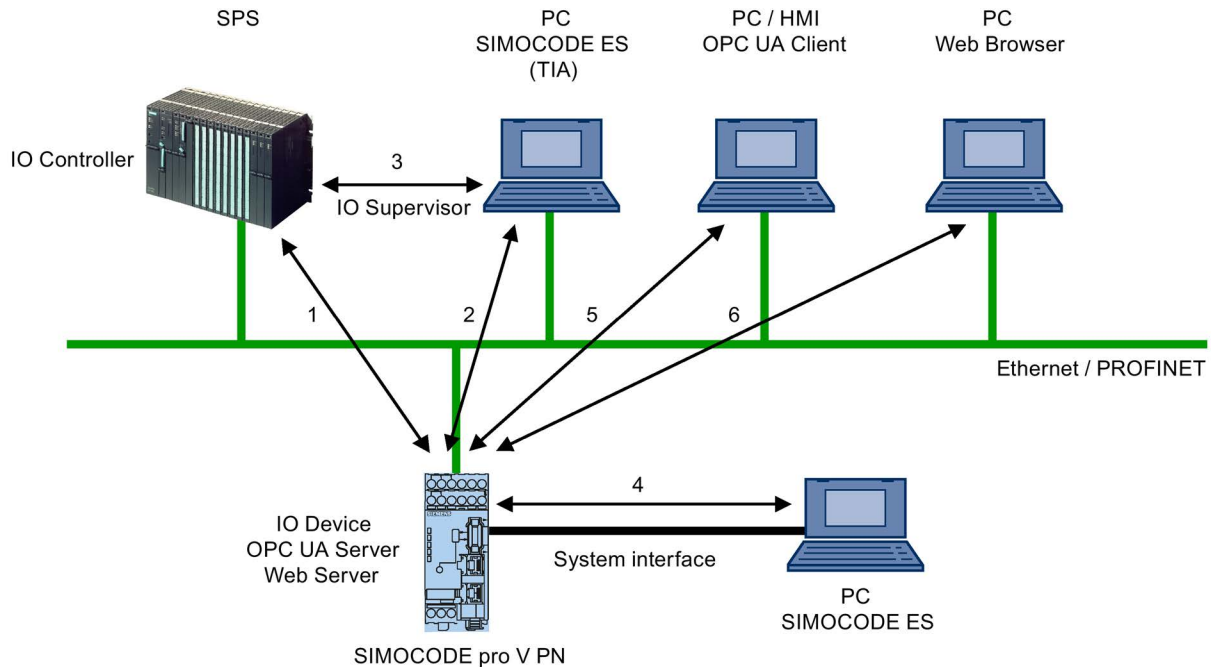 SPS
PC
SIMOCODE ES
(TIA)
PC / HMI
OPC UA Client
PC
Web Browser
IO Controller
3
IO Supervisor
1
2
5
6
Ethernet / PROFINET
4
IO Device
OPC UA Server
Web Server
System interface
PC
SIMOCODE ES
SIMOCODE pro V PN